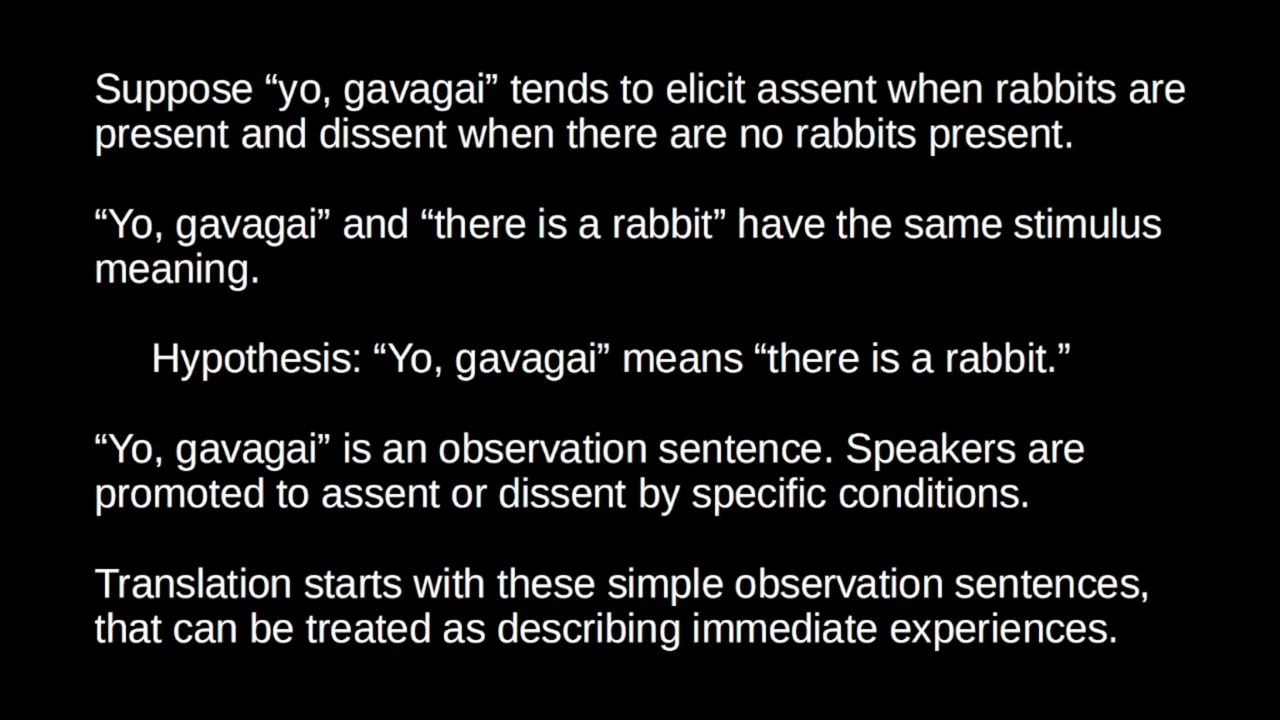 Suppose “yo, gavagai” tends to elicit assent when rabbits are
present and dissent when there are no rabbits present.
“Yo, gavagai” and “there is a rabbit” have the same stimulus
meaning.
Hypothesis: “Yo, gavagai” means “there is a rabbit.”
“Yo, gavagai” is an observation sentence. Speakers are
promoted to assent or dissent by specific conditions.
Translation starts with these simple observation sentences,
that can be treated as describing immediate experiences.